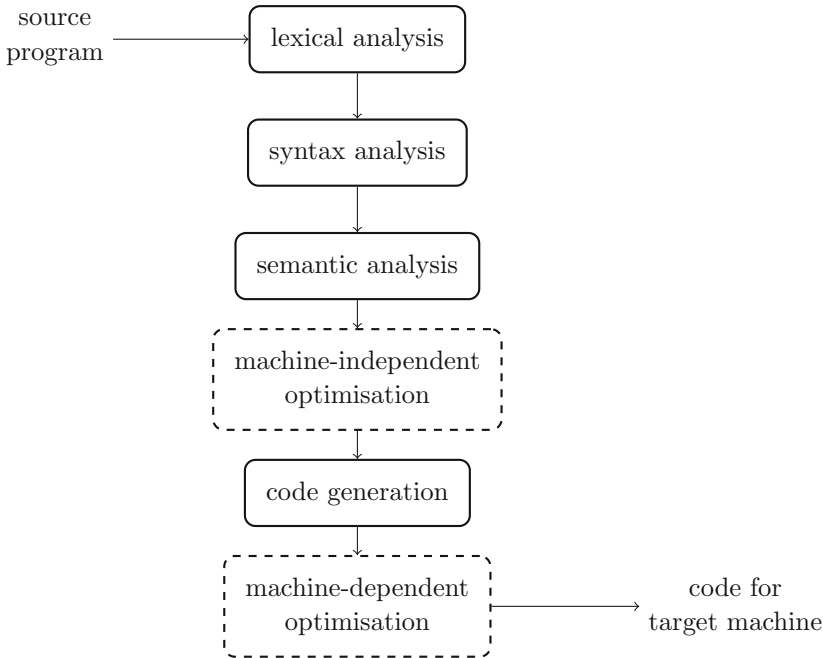 source
program
lexical analysis
syntax analysis
semantic analysis
machine-independent
optimisation
code generation
machine-dependent
optimisation
code for
target machine